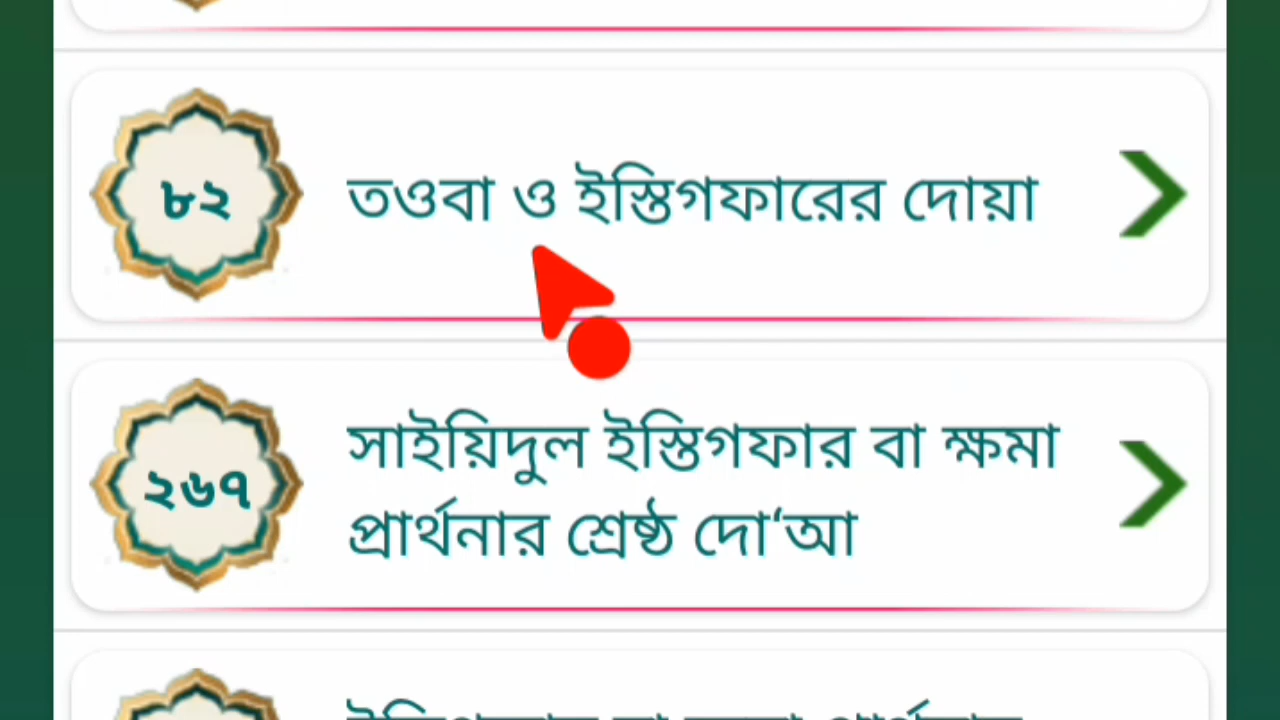 ৮২
তওবা ও ইস্তিগফারের দোয়া
২৬৭
সাইয়িদুল ইস্তিগফার বা ক্ষমা
প্রার্থনার শ্রেষ্ঠ দো‘আ